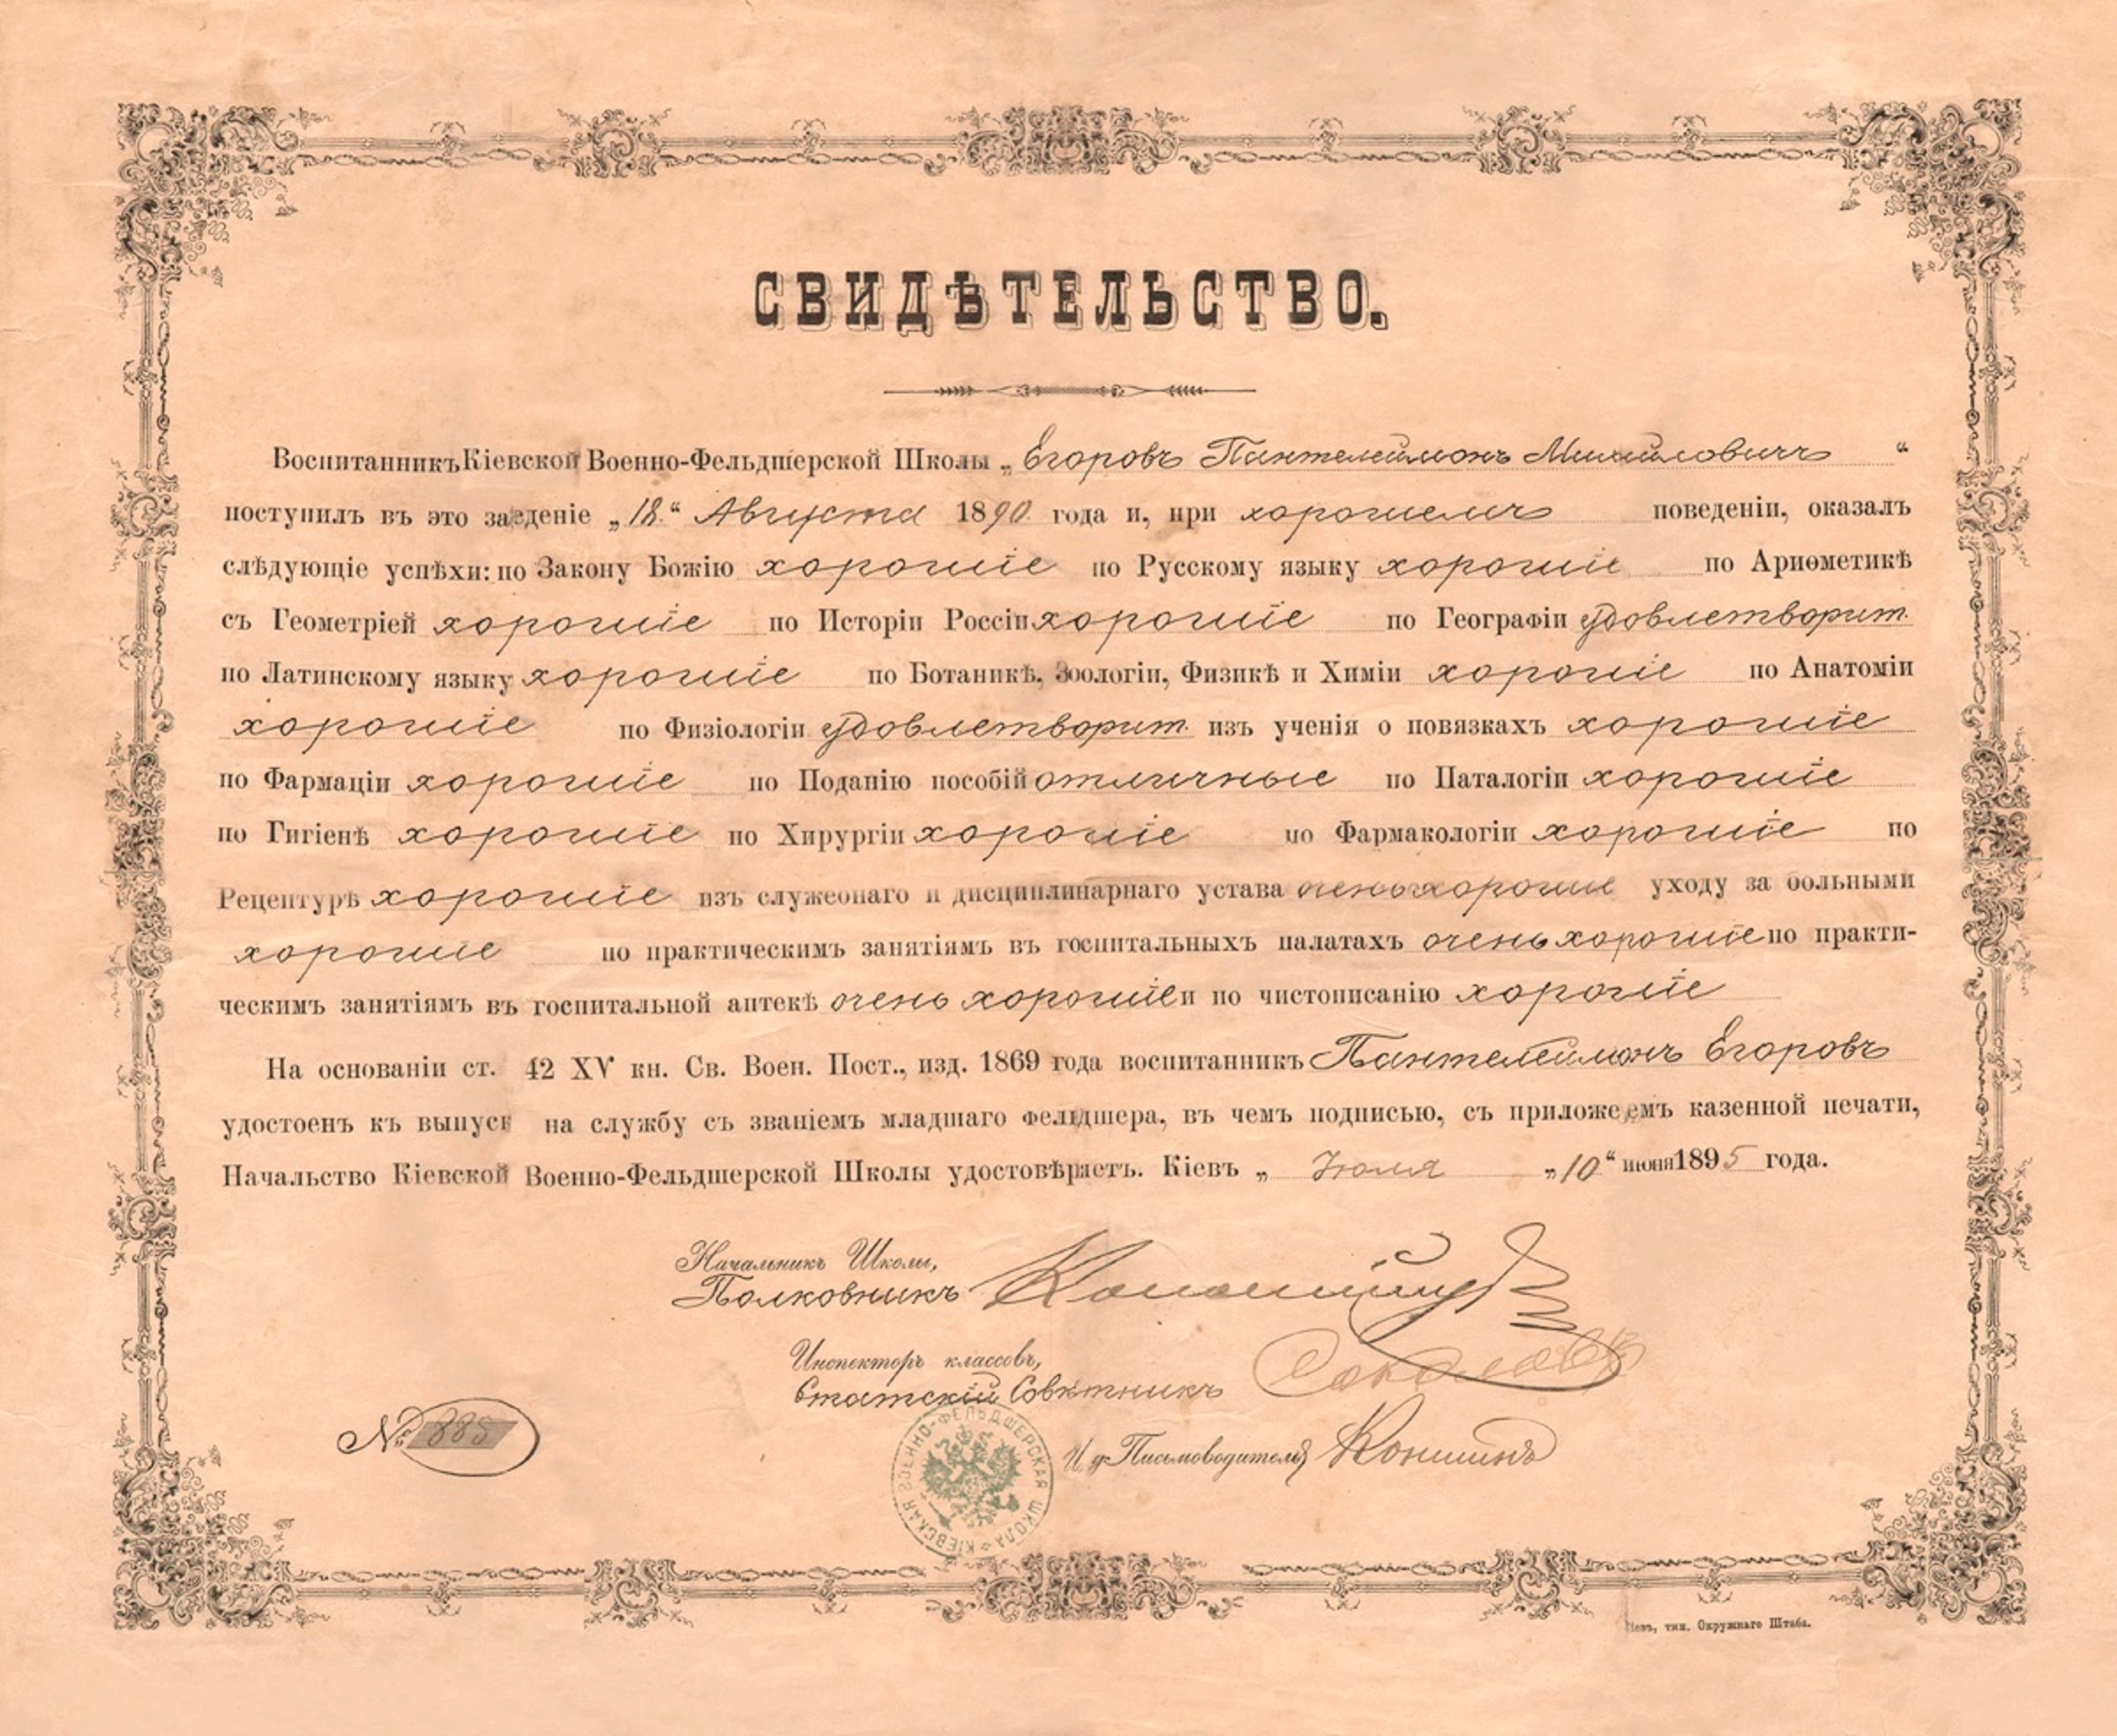 СВИДѢТЕЛЬСТВО.
Воспитанникъ Кіевской Военно-Фельдшерской Школы „Егоровъ Пантелеймонъ Михайловичъ“
поступилъ въ это заведеніе „18.“ Августа 1890 года и, при хорошемъ поведеніи, оказалъ
слѣдующіе успѣхи: по Закону Божію хорошіе по Русскому языку хорошіе по Ариѳметикѣ
съ Геометріей хорошіе по Исторіи Россіи хорошіе по Географіи удовлетворит.
по Латинскому языку хорошіе по Ботаникѣ, Зоологіи, Физикѣ и Химіи хорошіе по Анатоміи
хорошіе по Физіологіи удовлетворит. изъ ученія о повязкахъ хорошіе
по Фармаціи хорошіе по Поданію пособій отличные по Паталогіи хорошіе
по Гигіенѣ хорошіе по Хирургіи хорошіе по Фармакологіи хорошіе по
Рецептурѣ хорошіе изъ служебнаго и дисциплинарнаго устава очень хорошіе уходу за больными
хорошіе по практическимъ занятіямъ въ госпитальныхъ палатахъ очень хорошіе по практи-
ческимъ занятіямъ въ госпитальной аптекѣ очень хорошіе и по чистописанію хорошіе
На основаніи ст. 42 XV кн. Св. Воен. Пост., изд. 1869 года воспитанникъ Пантелеймонъ Егоровъ
удостоенъ къ выпуск на службу съ званіемъ младшаго фельдшера, въ чемъ подписью, съ приложеемъ казенной печати,
Начальство Кіевской Военно-Фельдшерской Школы удостовѣряетъ. Кіевъ „ Іюля „10“ июня 1895 года.
Начальникъ Школы,
Полковникъ
Инспекторъ классовъ,
Статскій Совѣтникъ Соколовъ
И. д. Письмоводителя Коншинъ
№ 885
КІЕВСКАЯ ВОЕННО-ФЕЛЬДШЕРСКАЯ ШКОЛА
Кіевъ, тип. Окружнаго Штаба.